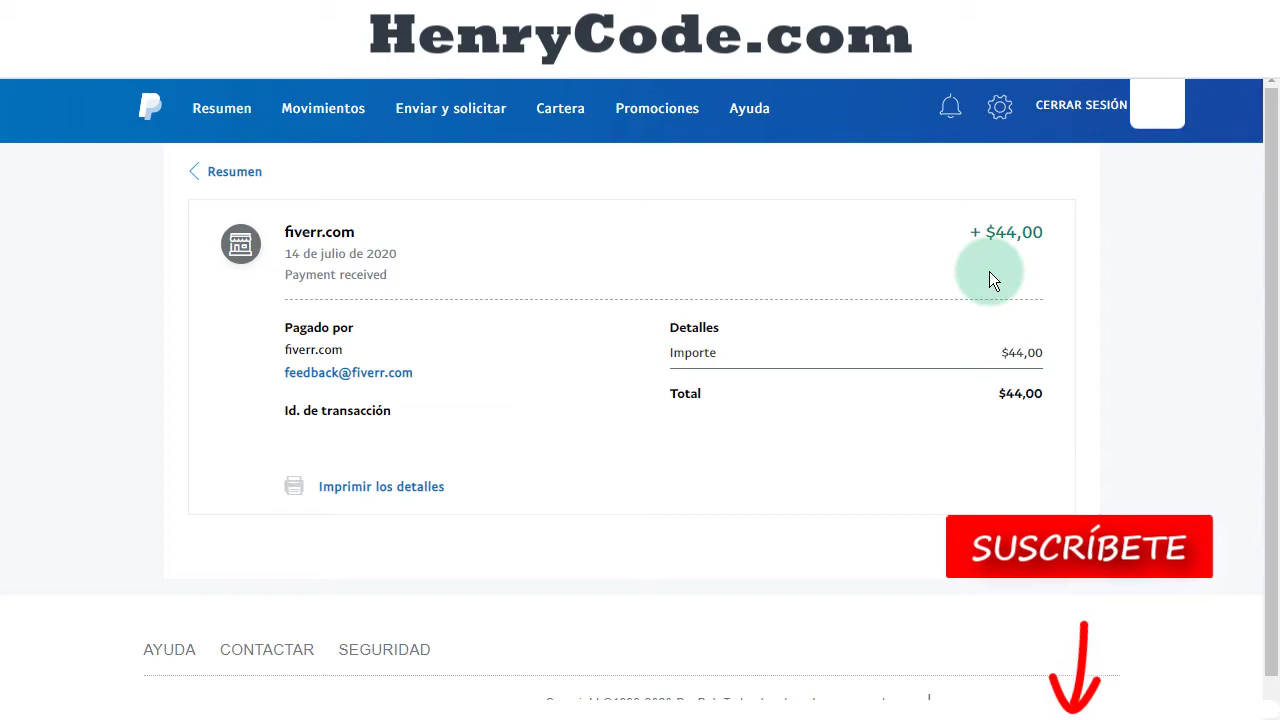 HenryCode.com
Resumen Movimientos Enviar y solicitar Cartera Promociones Ayuda CERRAR SESIÓN
Resumen
fiverr.com + $44,00
14 de julio de 2020
Payment received
Pagado por Detalles
fiverr.com Importe $44,00
feedback@fiverr.com
Total $44,00
Id. de transacción
Imprimir los detalles
SUSCRÍBETE
AYUDA CONTACTAR SEGURIDAD